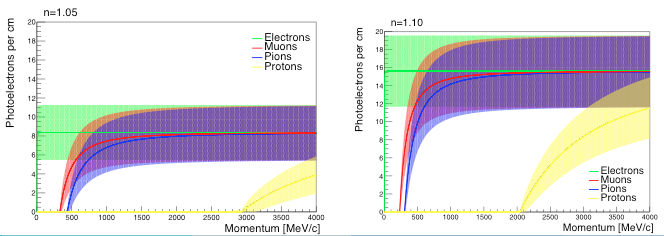 n=1.05
Photoelectrons per cm
20
18
16
14
12
10
8
6
4
2
0
Electrons
Muons
Pions
Protons
0 500 1000 1500 2000 2500 3000 3500 4000
Momentum [MeV/c]
n=1.10
Photoelectrons per cm
20
18
16
14
12
10
8
6
4
2
0
Electrons
Muons
Pions
Protons
0 500 1000 1500 2000 2500 3000 3500 4000
Momentum [MeV/c]